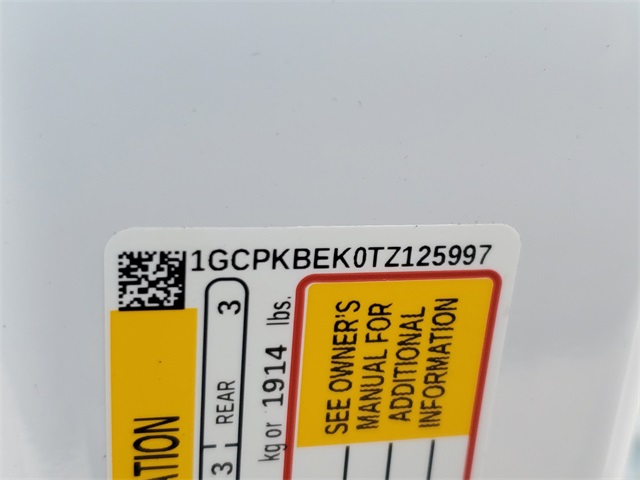 1GCPKBEK0TZ125997
ATION
3 REAR 3
kg or 1914 lbs.
SEE OWNER'S
MANUAL FOR
ADDITIONAL
INFORMATION